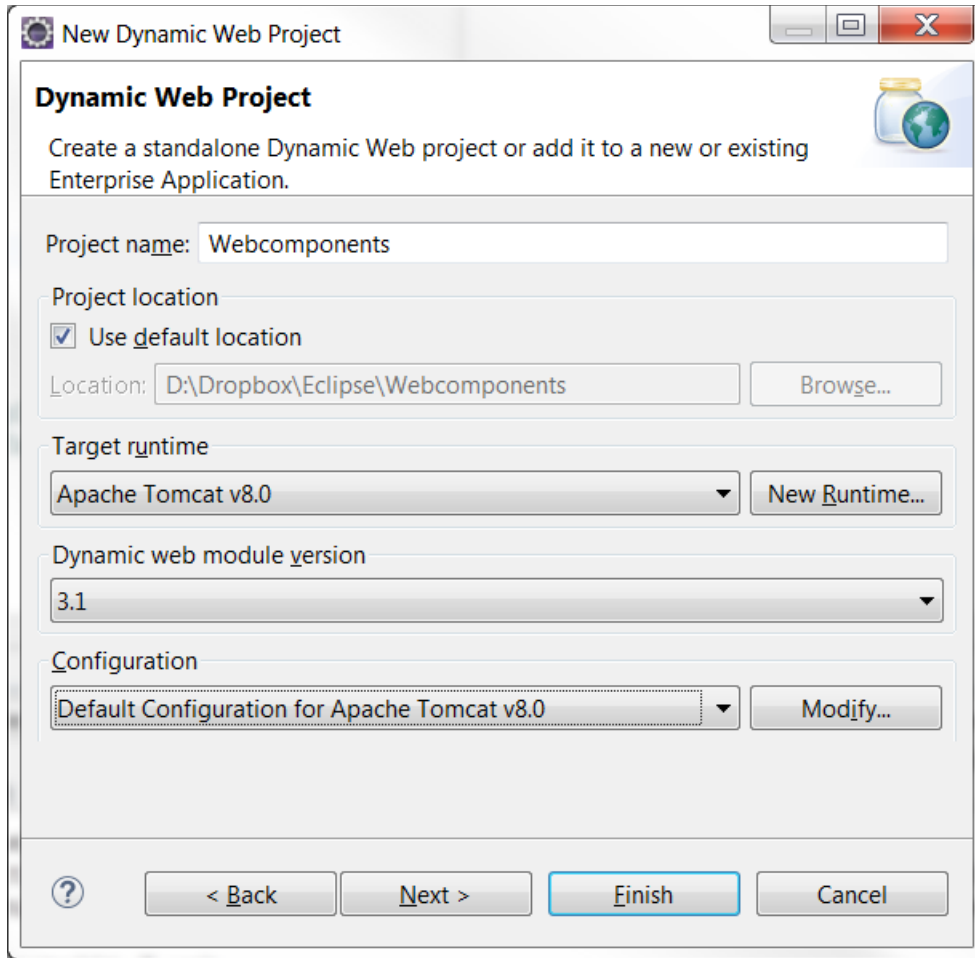 New Dynamic Web Project
Dynamic Web Project
Create a standalone Dynamic Web project or add it to a new or existing
Enterprise Application.
Project name: Webcomponents
Project location
Use default location
Location: D:\Dropbox\Eclipse\Webcomponents Browse...
Target runtime
Apache Tomcat v8.0 New Runtime...
Dynamic web module version
3.1
Configuration
Default Configuration for Apache Tomcat v8.0 Modify...
? < Back Next > Finish Cancel